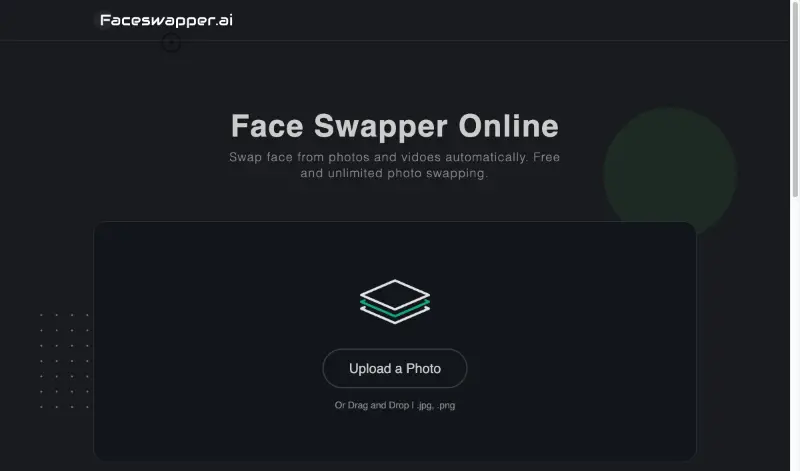 Faceswapper.ai
Face Swapper Online
Swap face from photos and vidoes automatically. Free
and unlimited photo swapping.
Upload a Photo
Or Drag and Drop | .jpg, .png